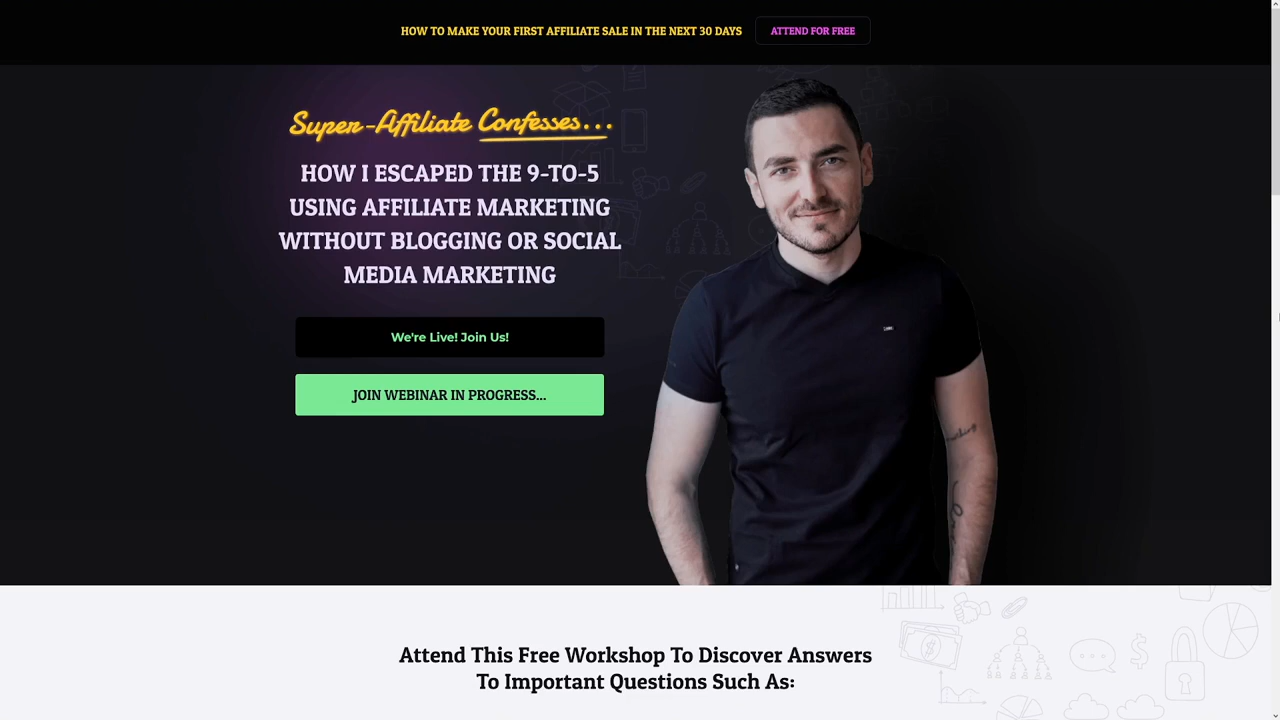 HOW TO MAKE YOUR FIRST AFFILIATE SALE IN THE NEXT 30 DAYS
ATTEND FOR FREE
Super-Affiliate Confesses...
HOW I ESCAPED THE 9-TO-5
USING AFFILIATE MARKETING
WITHOUT BLOGGING OR SOCIAL
MEDIA MARKETING
We're Live! Join Us!
JOIN WEBINAR IN PROGRESS...
Attend This Free Workshop To Discover Answers
To Important Questions Such As: